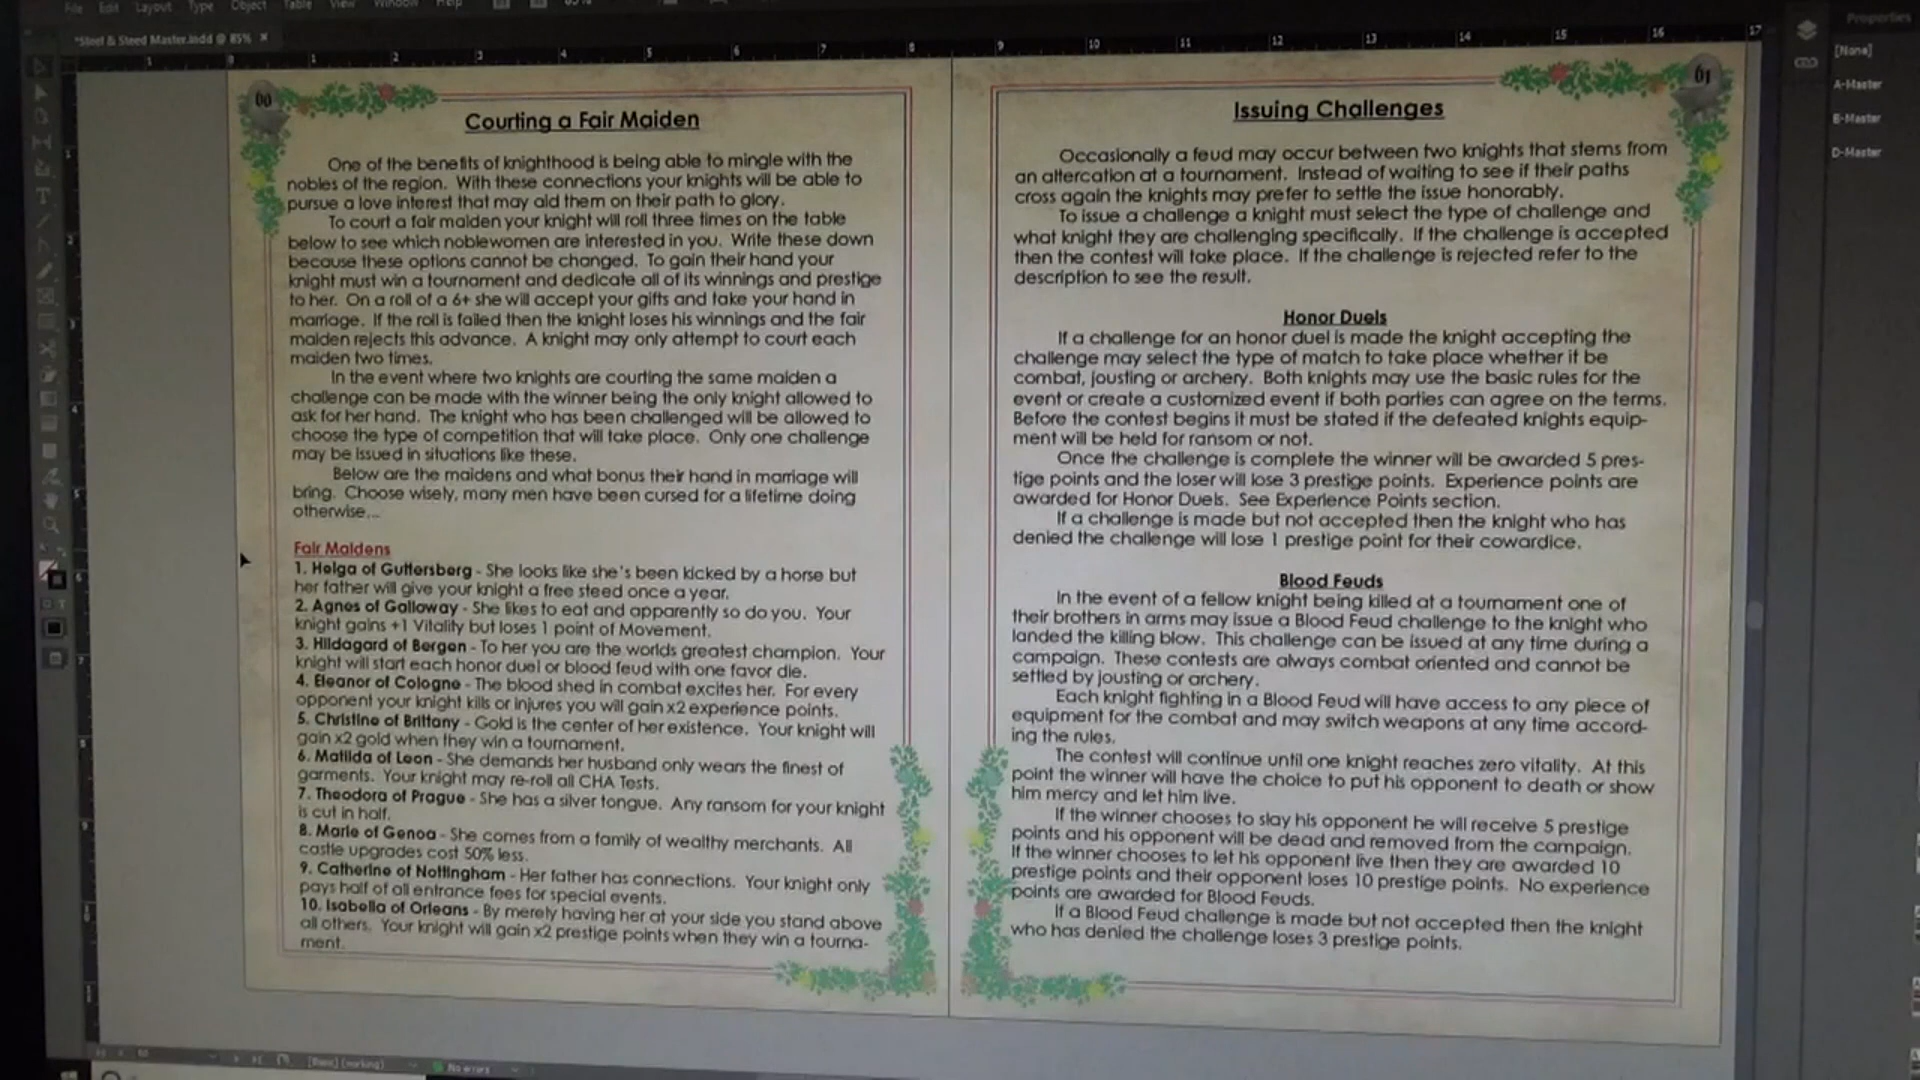 File Edit Layout Type Object Table View Window Help
*Steel & Steed Master.indd @ 85% ×
Properties
[None]
A-Master
B-Master
D-Master
60
Courting a Fair Maiden
One of the benefits of knighthood is being able to mingle with the
nobles of the region. With these connections your knights will be able to
pursue a love interest that may aid them on their path to glory.
To court a fair maiden your knight will roll three times on the table
below to see which noblewomen are interested in you. Write these down
because these options cannot be changed. To gain their hand your
knight must win a tournament and dedicate all of its winnings and prestige
to her. On a roll of a 6+ she will accept your gifts and take your hand in
marriage. If the roll is failed then the knight loses his winnings and the fair
maiden rejects this advance. A knight may only attempt to court each
maiden two times.
In the event where two knights are courting the same maiden a
challenge can be made with the winner being the only knight allowed to
ask for her hand. The knight who has been challenged will be allowed to
choose the type of competition that will take place. Only one challenge
may be issued in situations like these.
Below are the maidens and what bonus their hand in marriage will
bring. Choose wisely, many men have been cursed for a lifetime doing
otherwise...
Fair Maidens
1. Helga of Guttersberg - She looks like she's been kicked by a horse but
her father will give your knight a free steed once a year.
2. Agnes of Galloway - She likes to eat and apparently so do you. Your
knight gains +1 Vitality but loses 1 point of Movement.
3. Hildagard of Bergen - To her you are the worlds greatest champion. Your
knight will start each honor duel or blood feud with one favor die.
4. Eleanor of Cologne - The blood shed in combat excites her. For every
opponent your knight kills or injures you will gain x2 experience points.
5. Christine of Brittany - Gold is the center of her existence. Your knight will
gain x2 gold when they win a tournament.
6. Matilda of Leon - She demands her husband only wears the finest of
garments. Your knight may re-roll all CHA Tests.
7. Theodora of Prague - She has a silver tongue. Any ransom for your knight
is cut in half.
8. Marie of Genoa - She comes from a family of wealthy merchants. All
castle upgrades cost 50% less.
9. Catherine of Nottingham - Her father has connections. Your knight only
pays half of all entrance fees for special events.
10. Isabella of Orleans - By merely having her at your side you stand above
all others. Your knight will gain x2 prestige points when they win a tourna-
ment.
61
Issuing Challenges
Occasionally a feud may occur between two knights that stems from
an altercation at a tournament. Instead of waiting to see if their paths
cross again the knights may prefer to settle the issue honorably.
To issue a challenge a knight must select the type of challenge and
what knight they are challenging specifically. If the challenge is accepted
then the contest will take place. If the challenge is rejected refer to the
description to see the result.
Honor Duels
If a challenge for an honor duel is made the knight accepting the
challenge may select the type of match to take place whether it be
combat, jousting or archery. Both knights may use the basic rules for the
event or create a customized event if both parties can agree on the terms.
Before the contest begins it must be stated if the defeated knights equip-
ment will be held for ransom or not.
Once the challenge is complete the winner will be awarded 5 pres-
tige points and the loser will lose 3 prestige points. Experience points are
awarded for Honor Duels. See Experience Points section.
If a challenge is made but not accepted then the knight who has
denied the challenge will lose 1 prestige point for their cowardice.
Blood Feuds
In the event of a fellow knight being killed at a tournament one of
their brothers in arms may issue a Blood Feud challenge to the knight who
landed the killing blow. This challenge can be issued at any time during a
campaign. These contests are always combat oriented and cannot be
settled by jousting or archery.
Each knight fighting in a Blood Feud will have access to any piece of
equipment for the combat and may switch weapons at any time accord-
ing the rules.
The contest will continue until one knight reaches zero vitality. At this
point the winner will have the choice to put his opponent to death or show
him mercy and let him live.
If the winner chooses to slay his opponent he will receive 5 prestige
points and his opponent will be dead and removed from the campaign.
If the winner chooses to let his opponent live then they are awarded 10
prestige points and their opponent loses 10 prestige points. No experience
points are awarded for Blood Feuds.
If a Blood Feud challenge is made but not accepted then the knight
who has denied the challenge loses 3 prestige points.
60 [Basic] (working) No errors